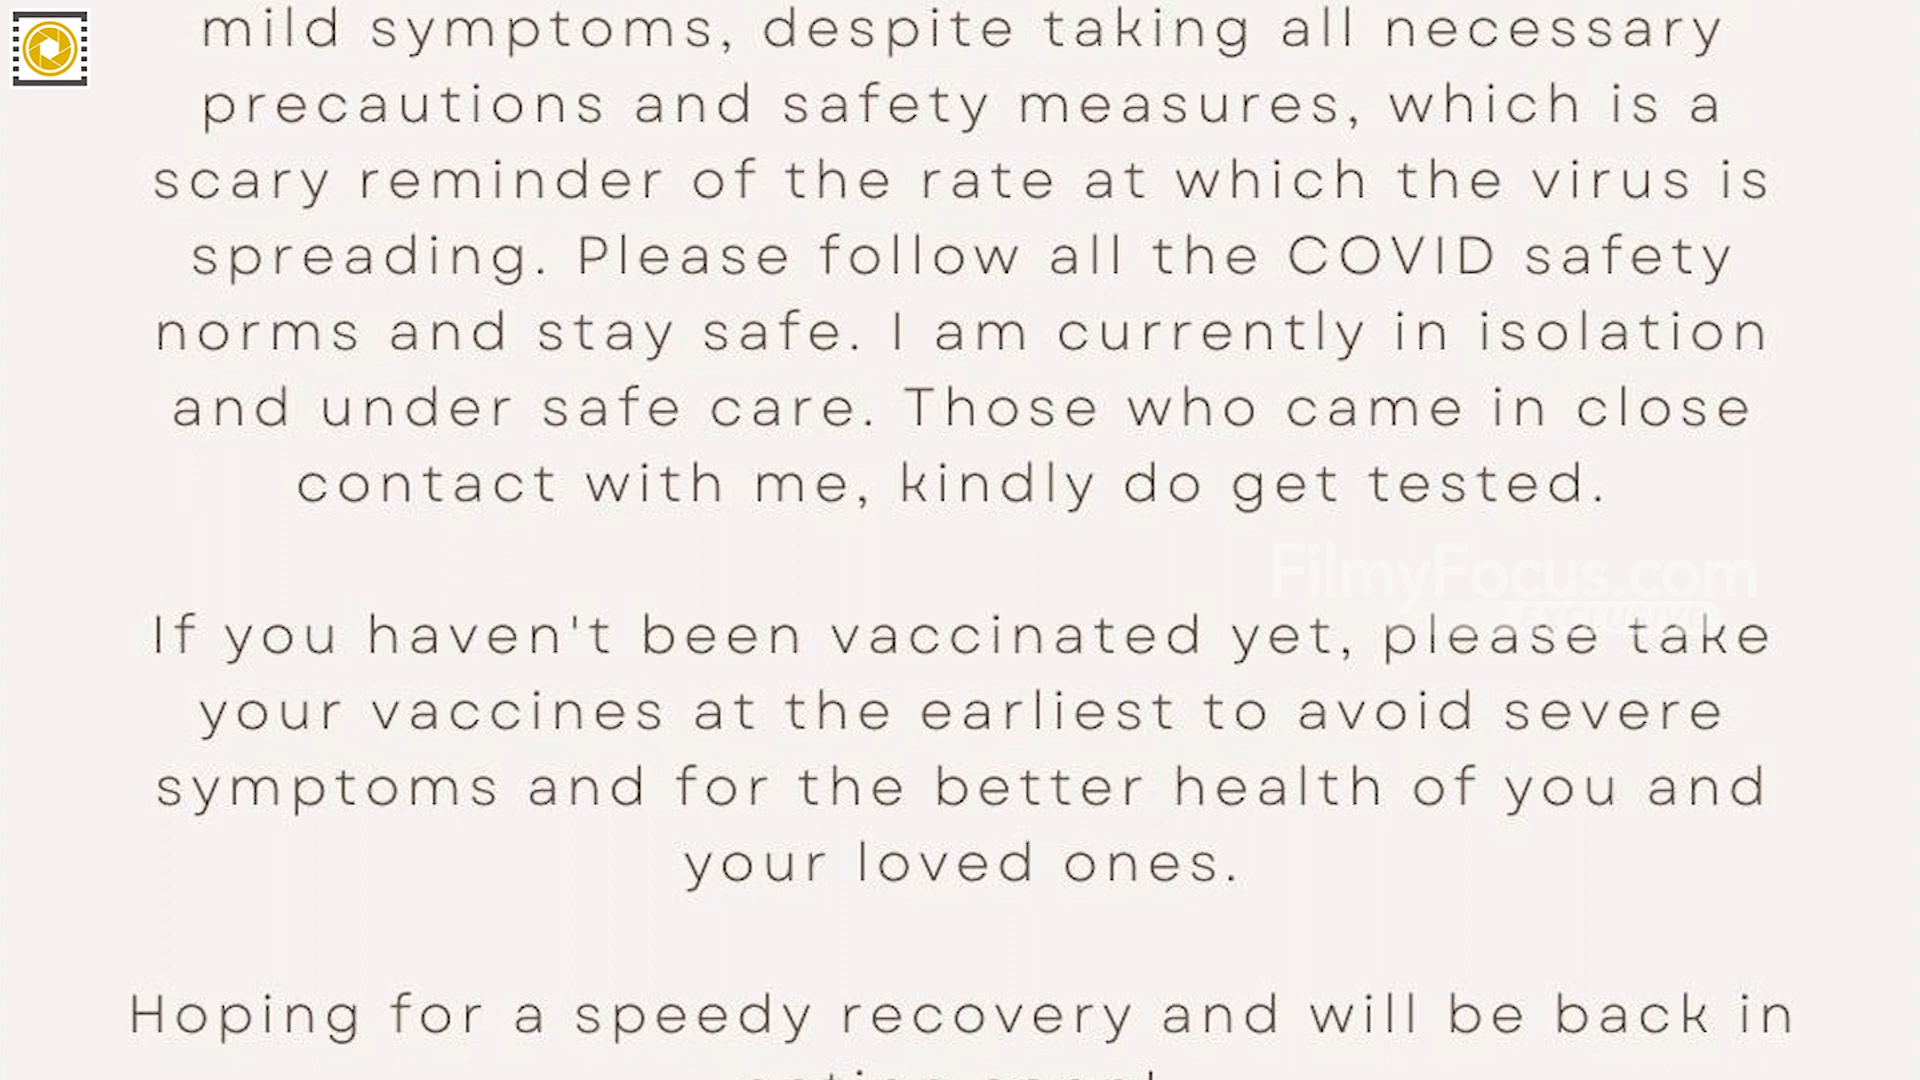 mild symptoms, despite taking all necessary
precautions and safety measures, which is a
scary reminder of the rate at which the virus is
spreading. Please follow all the COVID safety
norms and stay safe. I am currently in isolation
and under safe care. Those who came in close
contact with me, kindly do get tested.
FilmyFocus.com
EXCLUSIVE
If you haven't been vaccinated yet, please take
your vaccines at the earliest to avoid severe
symptoms and for the better health of you and
your loved ones.
Hoping for a speedy recovery and will be back in